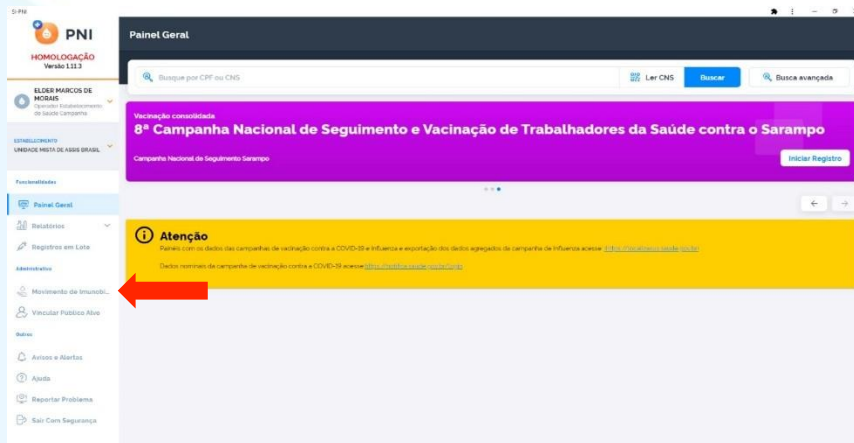 SI-PNI
PNI
HOMOLOGAÇÃO
Versão 1.11.3
ELDER MARCOS DE
MORAIS
Operador Estabelecimento
de Saúde Campanha
ESTABELECIMENTO
UNIDADE MISTA DE ASSIS BRASIL
Funcionalidades
Painel Geral
Relatórios
Registros em Lote
Administrativo
Movimento de Imunobi...
Vincular Público Alvo
Outros
Avisos e Alertas
Ajuda
Reportar Problema
Sair Com Segurança
Painel Geral
Busque por CPF ou CNS
Ler CNS
Buscar
Busca avançada
Vacinação consolidada
8ª Campanha Nacional de Seguimento e Vacinação de Trabalhadores da Saúde contra o Sarampo
Campanha Nacional de Seguimento Sarampo
Iniciar Registro
Atenção
Painéis com os dados das campanhas de vacinação contra a COVID-19 e Influenza e exportação dos dados agregados de campanha de Influenza acesse:
Dados nominais da campanha de vacinação contra a COVID-19 acesse: